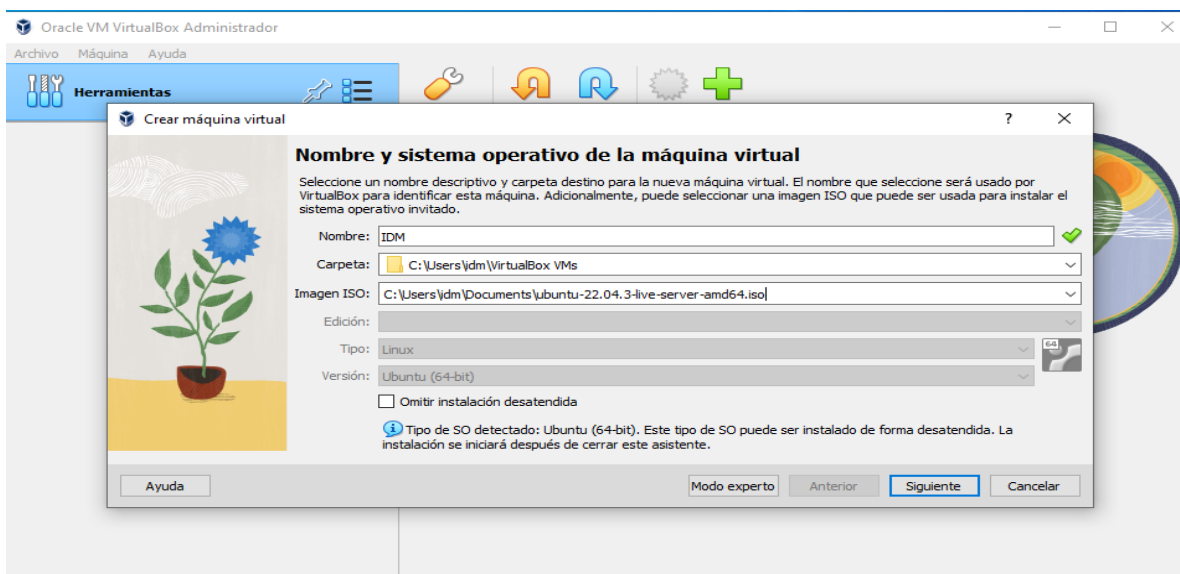 Oracle VM VirtualBox Administrador
Archivo Máquina Ayuda
Herramientas
Crear máquina virtual
?
Nombre y sistema operativo de la máquina virtual
Seleccione un nombre descriptivo y carpeta destino para la nueva máquina virtual. El nombre que seleccione será usado por
VirtualBox para identificar esta máquina. Adicionalmente, puede seleccionar una imagen ISO que puede ser usada para instalar el
sistema operativo invitado.
Nombre: IDM
Carpeta: C:\Users\idm\VirtualBox VMs
Imagen ISO: C:\Users\idm\Documents\ubuntu-22.04.3-live-server-amd64.iso
Edición:
Tipo: Linux
64
Versión: Ubuntu (64-bit)
Omitir instalación desatendida
Tipo de SO detectado: Ubuntu (64-bit). Este tipo de SO puede ser instalado de forma desatendida. La
instalación se iniciará después de cerrar este asistente.
Ayuda Modo experto Anterior Siguiente Cancelar